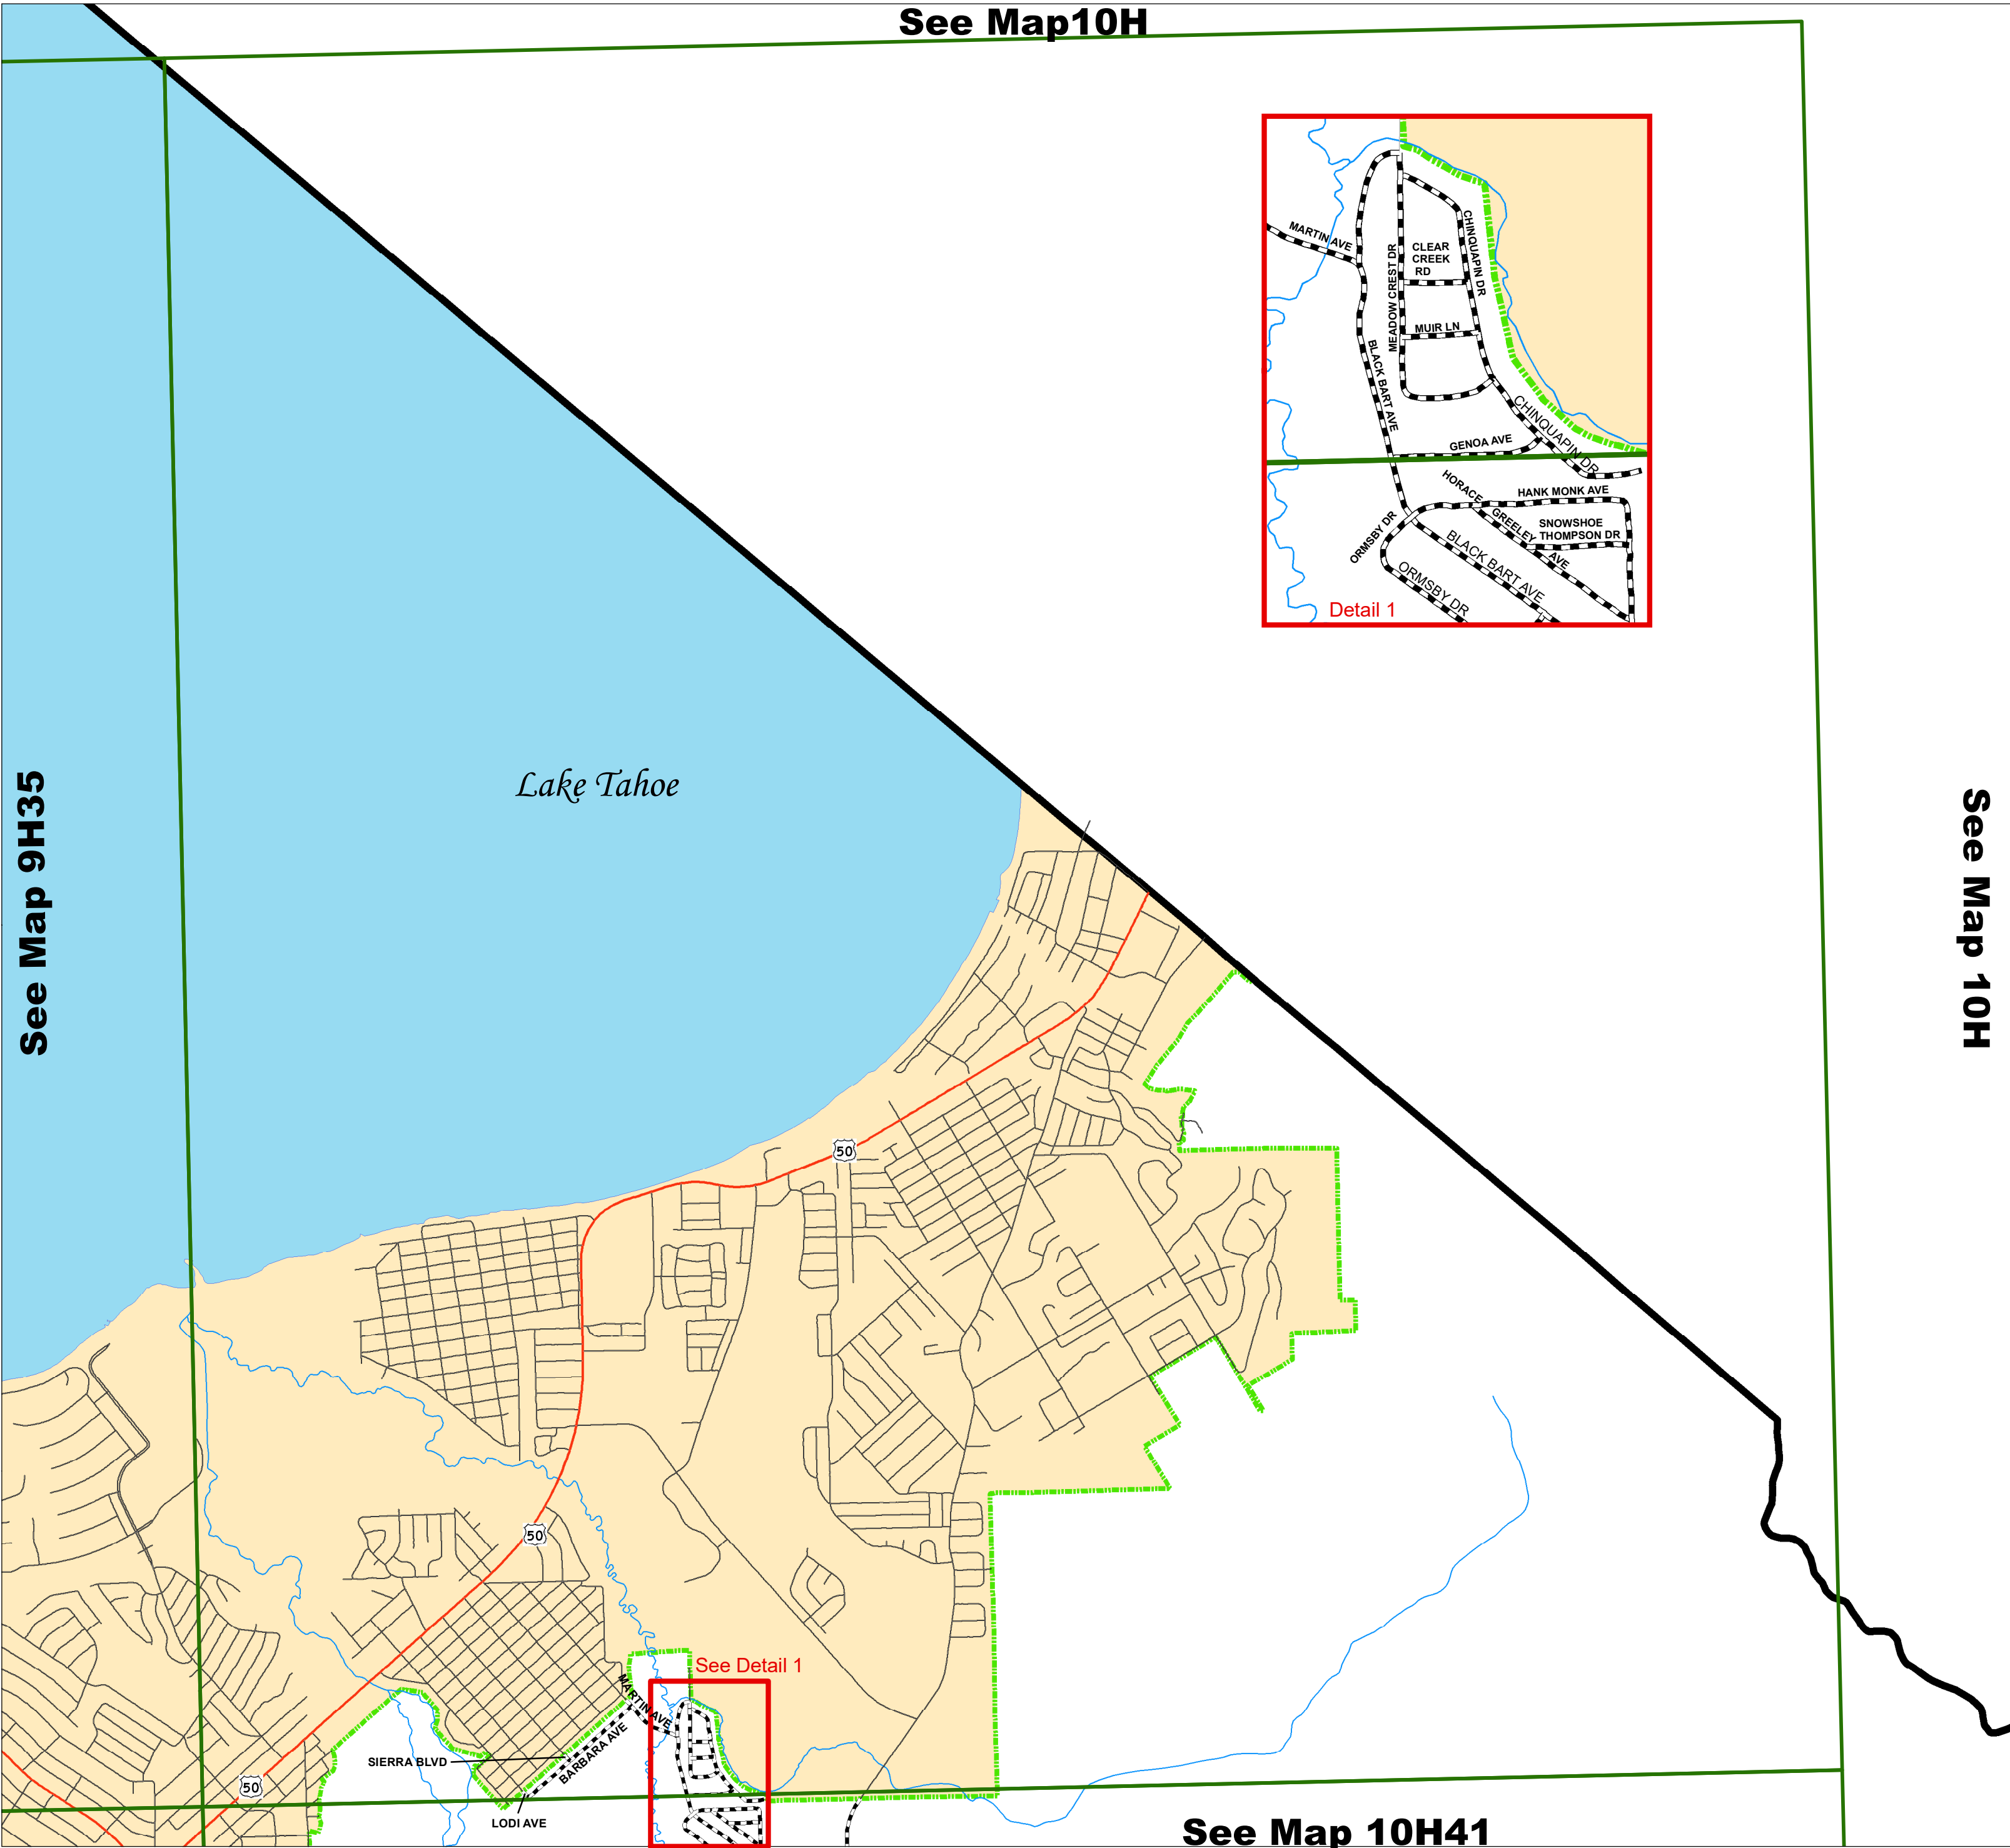 See Map10H
MARTIN AVE
MEADOW CREST DR
CLEAR
CREEK
RD
CHINQUAPIN DR
MUIR LN
BLACK BART AVE
CHINQUAPIN DR
GENOA AVE
HORACE GREELEY AVE
HANK MONK AVE
SNOWSHOE
THOMPSON DR
ORMSBY DR
BLACK BART AVE
ORMSBY DR
Detail 1
See Map 9H35
Lake Tahoe
See Map 10H
50
50
See Detail 1
MARTIN AVE
SIERRA BLVD
BARBARA AVE
50
LODI AVE
See Map 10H41